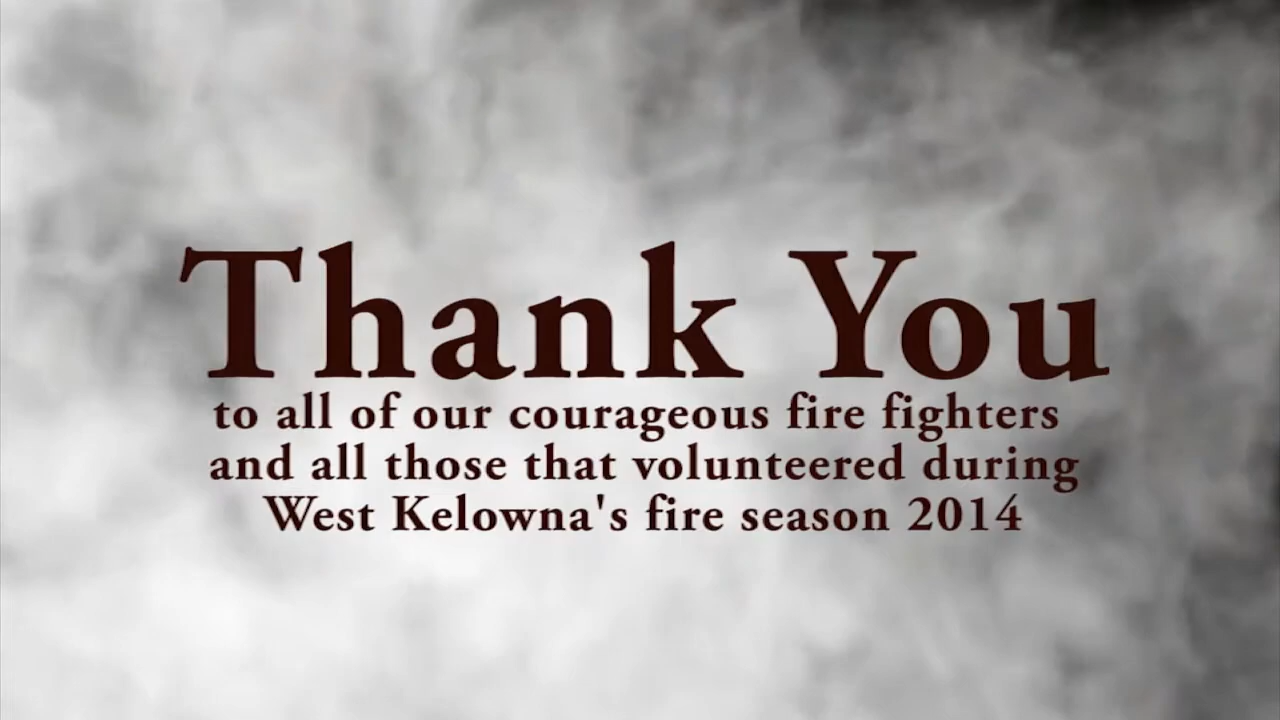 Thank You
to all of our courageous fire fighters
and all those that volunteered during
West Kelowna's fire season 2014